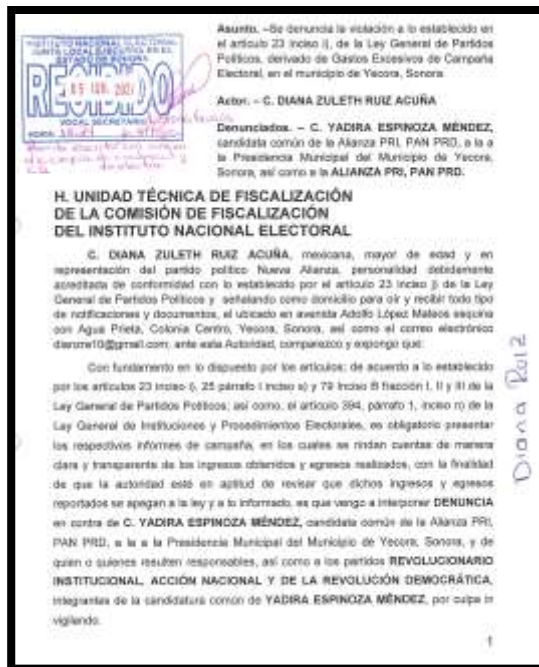 Asunto. –Se denuncia la violación a lo establecido en
el artículo 23 inciso i), de la Ley General de Partidos
Políticos, derivado de Gastos Excesivos de Campaña
Electoral, en el municipio de Yecora, Sonora
INSTITUTO NACIONAL ELECTORAL
JUNTA LOCAL EJECUTIVA EN EL
ESTADO DE SONORA
RECIBIDO
VOCAL SECRETARIO
HORA
Actor. – C. DIANA ZULETH RUIZ ACUÑA
Denunciados. – C. YADIRA ESPINOZA MÉNDEZ,
candidata común de la Alianza PRI, PAN PRD, a la a
la Presidencia Municipal del Municipio de Yecora,
Sonora, así como a la ALIANZA PRI, PAN PRD.
H. UNIDAD TÉCNICA DE FISCALIZACIÓN
DE LA COMISIÓN DE FISCALIZACIÓN
DEL INSTITUTO NACIONAL ELECTORAL
C. DIANA ZULETH RUIZ ACUÑA, mexicana, mayor de edad y en
representación del partido político Nueva Alianza, personalidad debidamente
acreditada de conformidad con lo establecido por el artículo 23 inciso j) de la Ley
General de Partidos Políticos y señalando como domicilio para oír y recibir todo tipo
de notificaciones y documentos, el ubicado en avenida Adolfo López Mateos esquina
con Agua Prieta, Colonia Centro, Yecora, Sonora, así como el correo electrónico
ante esta Autoridad, comparezco y expongo que:
Con fundamento en lo dispuesto por los artículos; de acuerdo a lo establecido
por los artículos 23 inciso i), 25 párrafo I inciso s) y 79 Inciso B fracción I, II y III de la
Ley General de Partidos Políticos; así como, el artículo 394, párrafo 1, inciso n) de la
Ley General de Instituciones y Procedimientos Electorales, es obligatorio presentar
los respectivos informes de campaña, en los cuales se rindan cuentas de manera
clara y transparente de los ingresos obtenidos y egresos realizados, con la finalidad
de que la autoridad esté en aptitud de revisar que dichos ingresos y egresos
reportados se apegan a la ley y a lo informado, es que vengo a interponer DENUNCIA
en contra de C. YADIRA ESPINOZA MÉNDEZ, candidata común de la Alianza PRI,
PAN PRD, a la a la Presidencia Municipal del Municipio de Yecora, Sonora, y de
quien o quienes resulten responsables, así como a los partidos REVOLUCIONARIO
INSTITUCIONAL, ACCIÓN NACIONAL Y DE LA REVOLUCIÓN DEMOCRÁTICA,
integrantes de la candidatura común de YADIRA ESPINOZA MÉNDEZ, por culpa in
vigilando.
Diana Ruiz
1